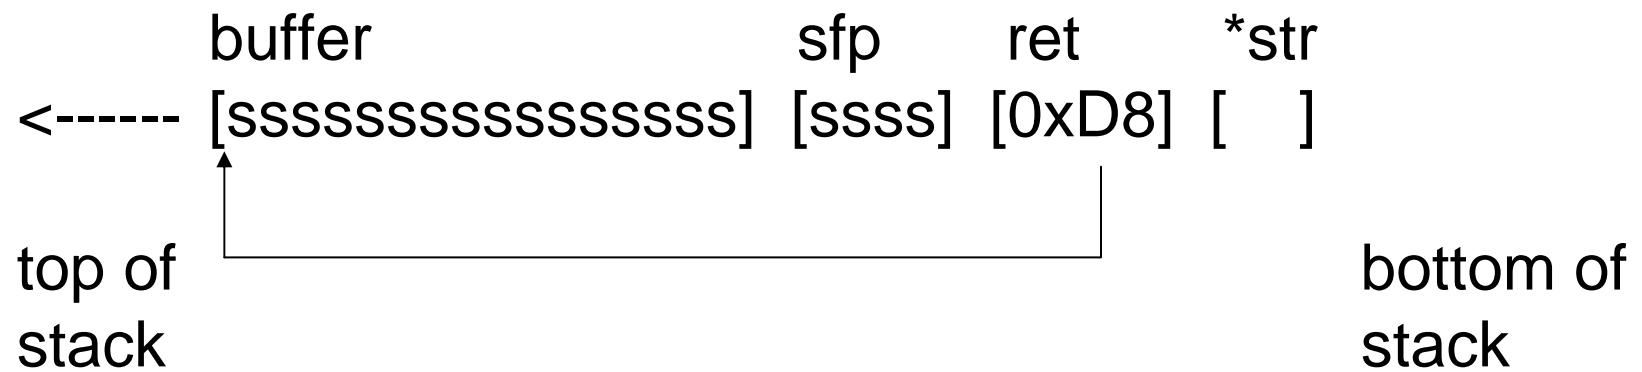 buffer sfp ret *str
<------ [ssssssssssssssss] [ssss] [0xD8] [ ]
top of bottom of
stack stack